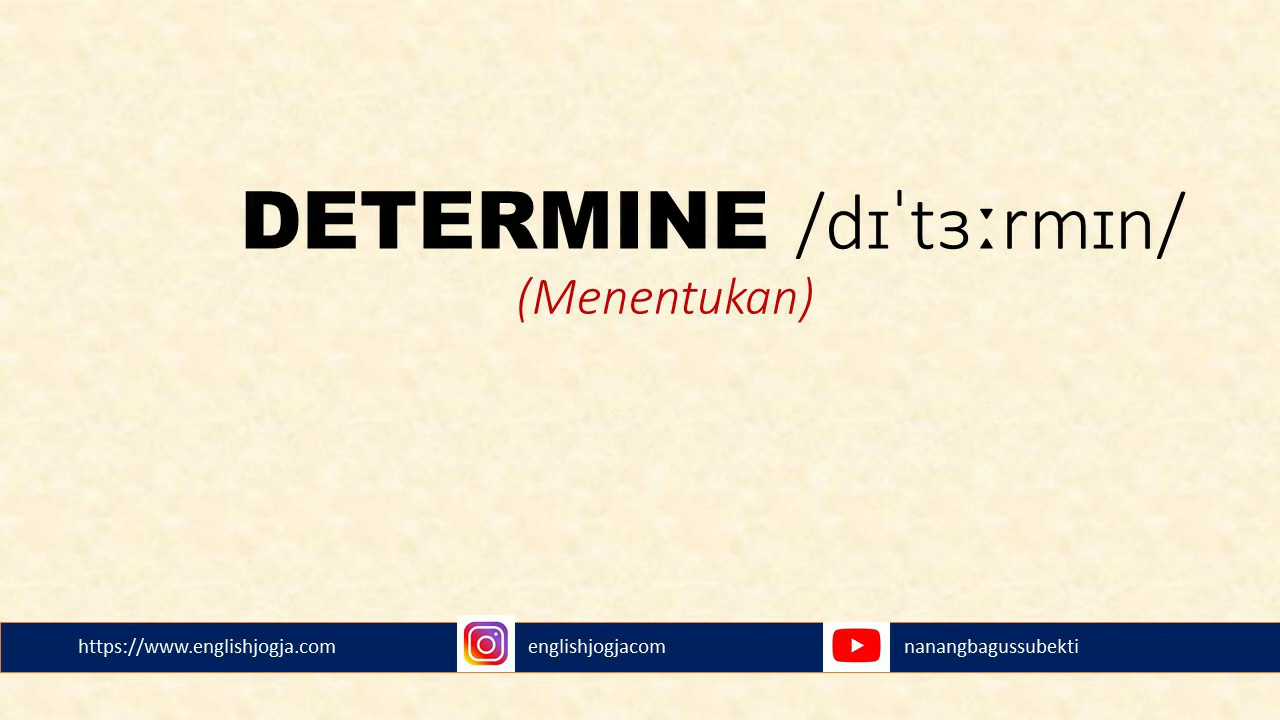 DETERMINE /dɪˈtɜːrmɪn/
(Menentukan)
https://www.englishjogja.com englishjogjacom nanangbagussubekti